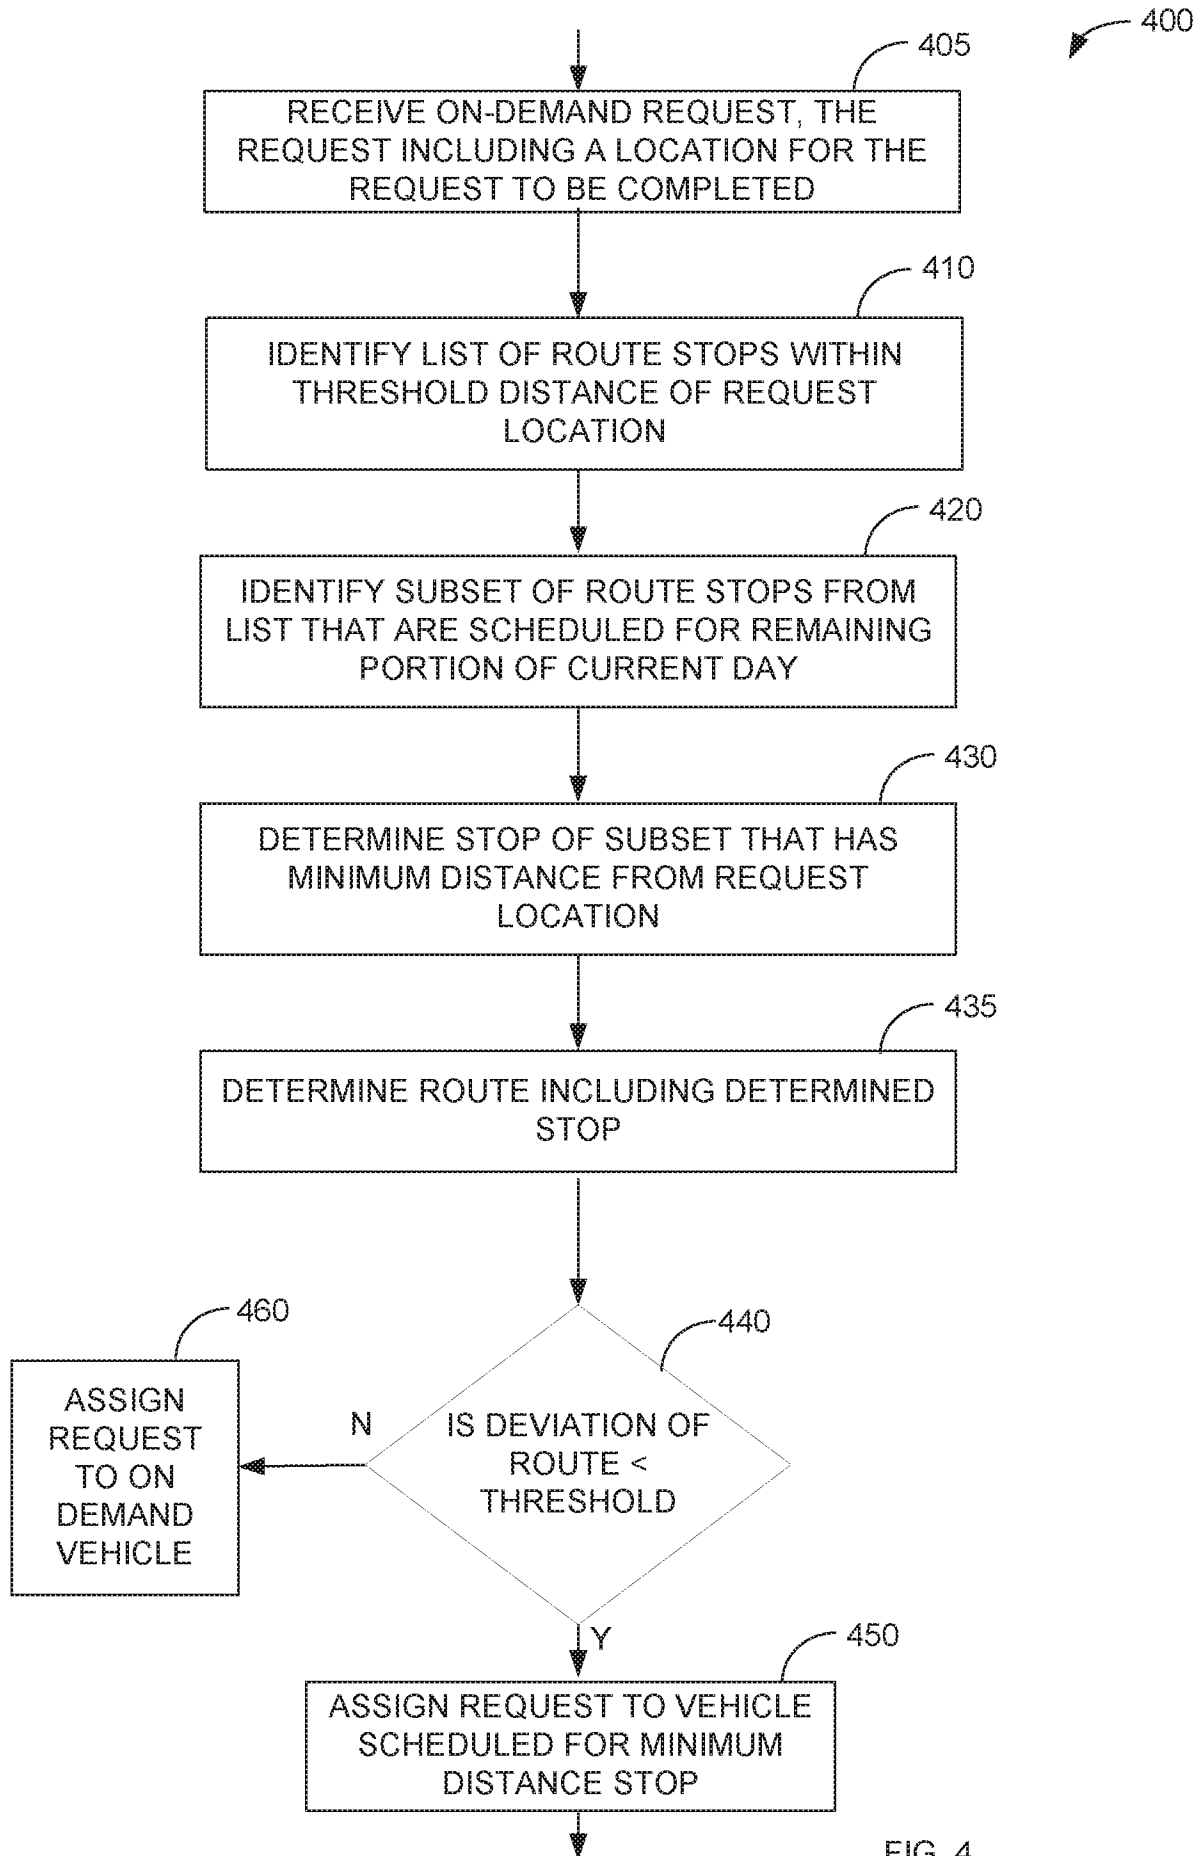 400
405
RECEIVE ON-DEMAND REQUEST, THE
REQUEST INCLUDING A LOCATION FOR THE
REQUEST TO BE COMPLETED
410
IDENTIFY LIST OF ROUTE STOPS WITHIN
THRESHOLD DISTANCE OF REQUEST
LOCATION
420
IDENTIFY SUBSET OF ROUTE STOPS FROM
LIST THAT ARE SCHEDULED FOR REMAINING
PORTION OF CURRENT DAY
430
DETERMINE STOP OF SUBSET THAT HAS
MINIMUM DISTANCE FROM REQUEST
LOCATION
435
DETERMINE ROUTE INCLUDING DETERMINED
STOP
440
IS DEVIATION OF
ROUTE <
THRESHOLD
N
460
ASSIGN
REQUEST
TO ON
DEMAND
VEHICLE
Y
450
ASSIGN REQUEST TO VEHICLE
SCHEDULED FOR MINIMUM
DISTANCE STOP
FIG. 4